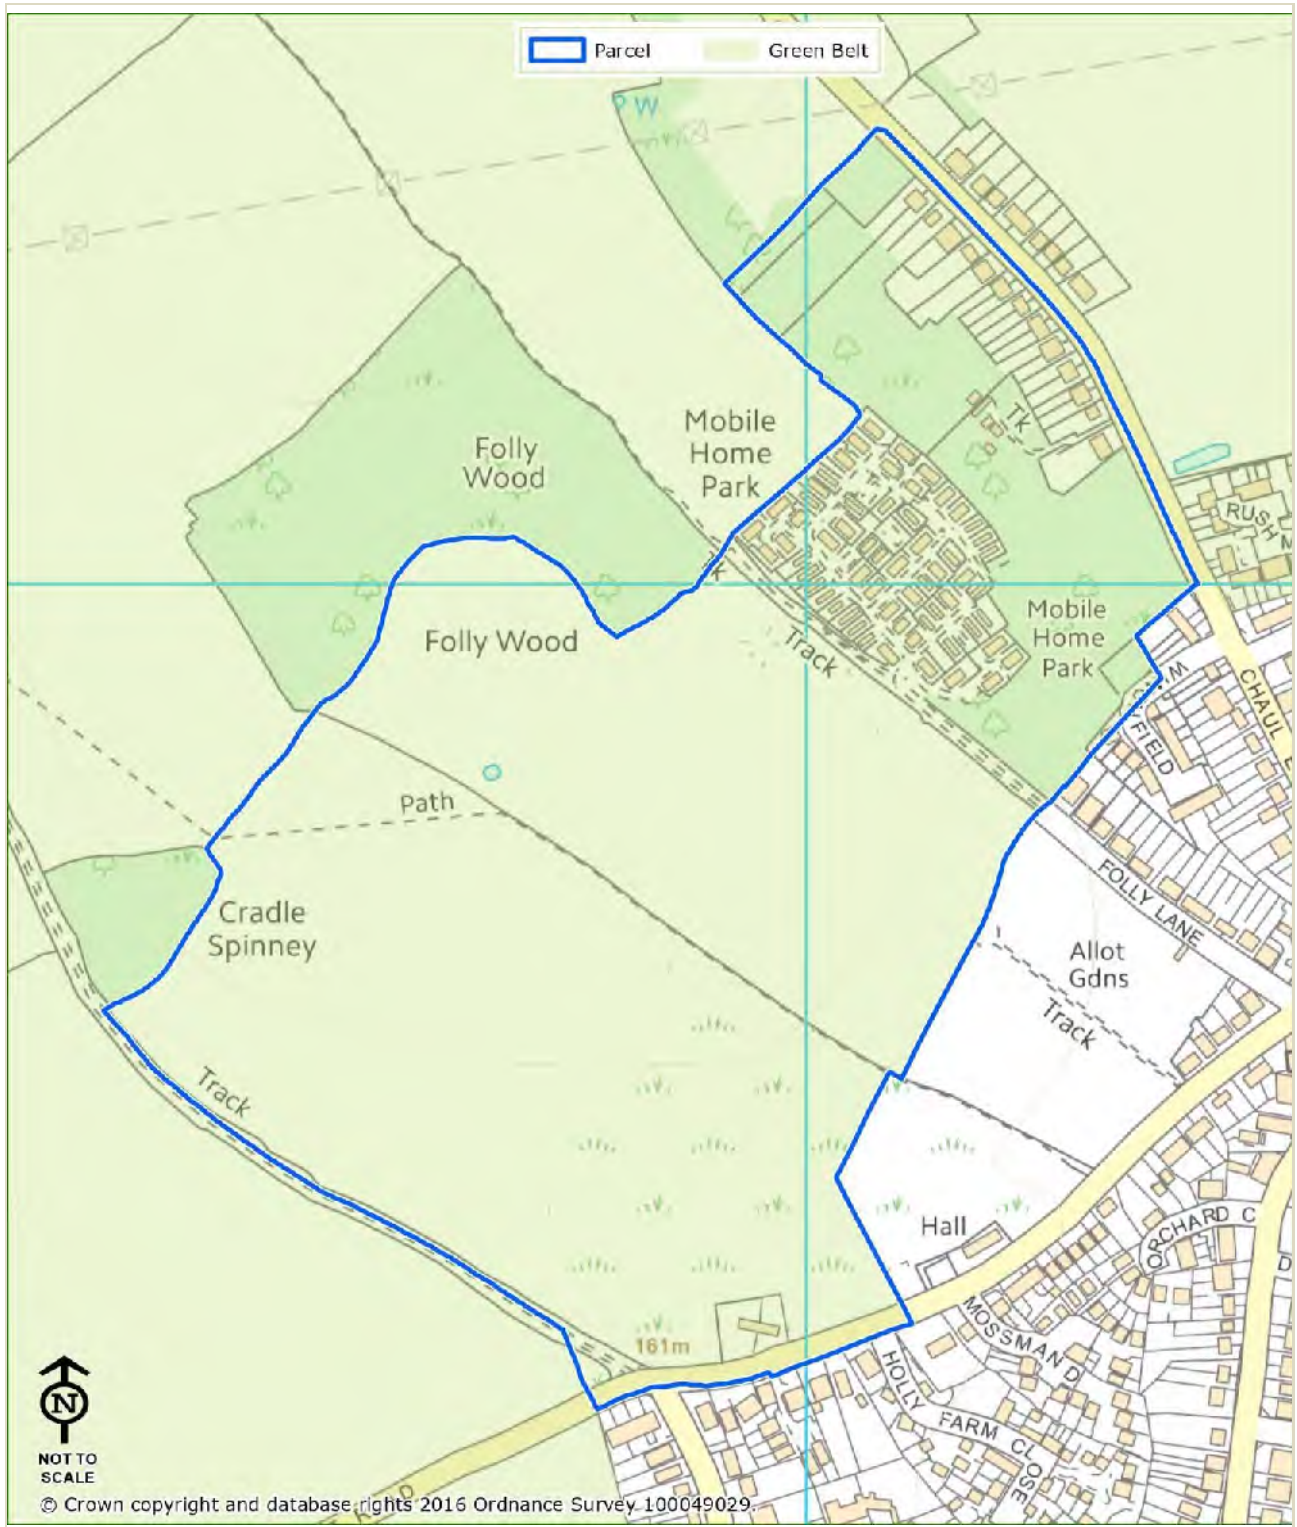 Parcel
Green Belt
P W
Mobile
Home
Park
Folly
Wood
Tk
RUSH M
Mobile
Home
Park
Folly Wood
Track
CHAUL E
FIELD
Path
FOLLY LANE
Cradle
Spinney
Allot
Gdns
Track
Track
Hall
ORCHARD C
D
MOSSMAN D
161m
HOLLY FARM CLOSE
N
NOT TO
SCALE
D
© Crown copyright and database rights 2016 Ordnance Survey 100049029.